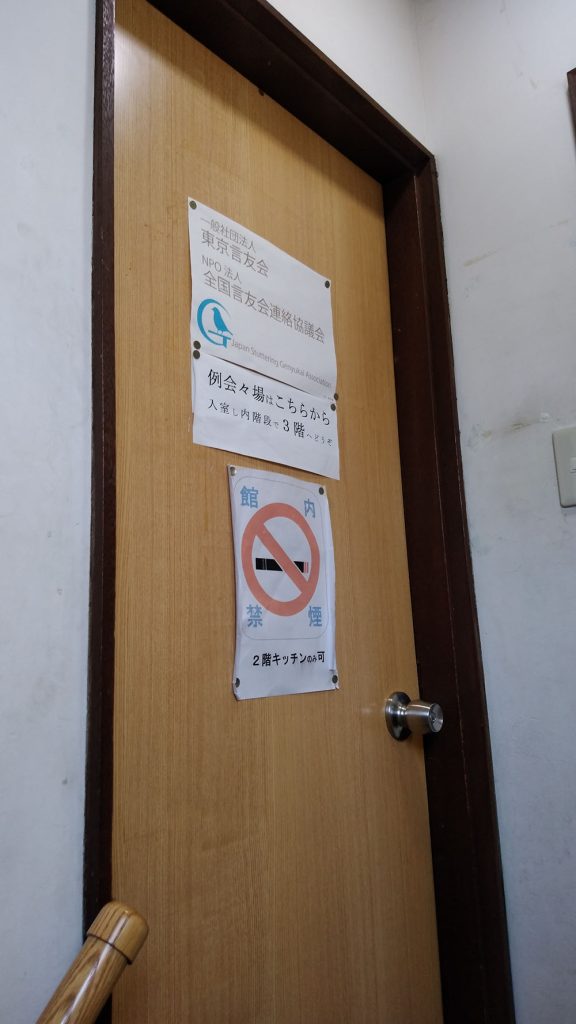 一般社団法人
東京言友会
NPO 法人
全国言友会連絡協議会
Japan Stuttering Genyukai Association
例会々場はこちらから
入室し内階段で3階へどうぞ
館内
禁煙
2階キッチンのみ可